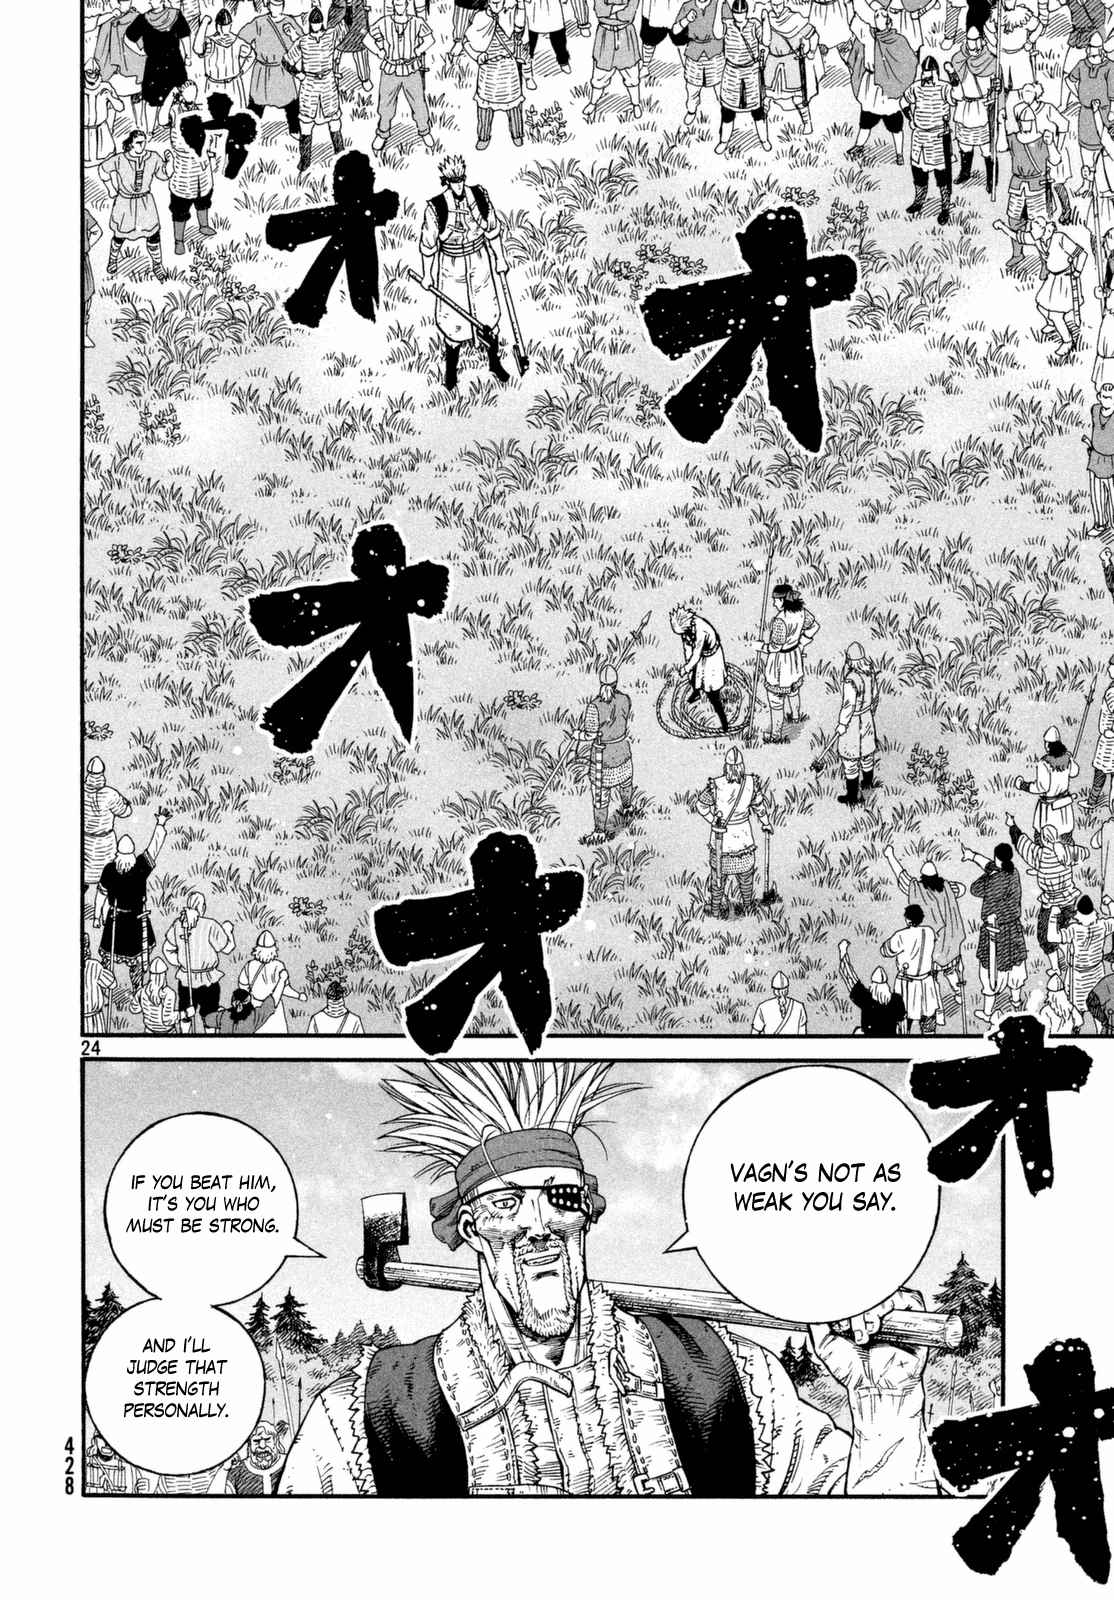 ウ
オ
オ
オ
オ
24
VAGN'S NOT AS
WEAK YOU SAY.
オ
IF YOU BEAT HIM,
IT'S YOU WHO
MUST BE STRONG.
AND I'LL
JUDGE THAT
STRENGTH
PERSONALLY.
オ
428